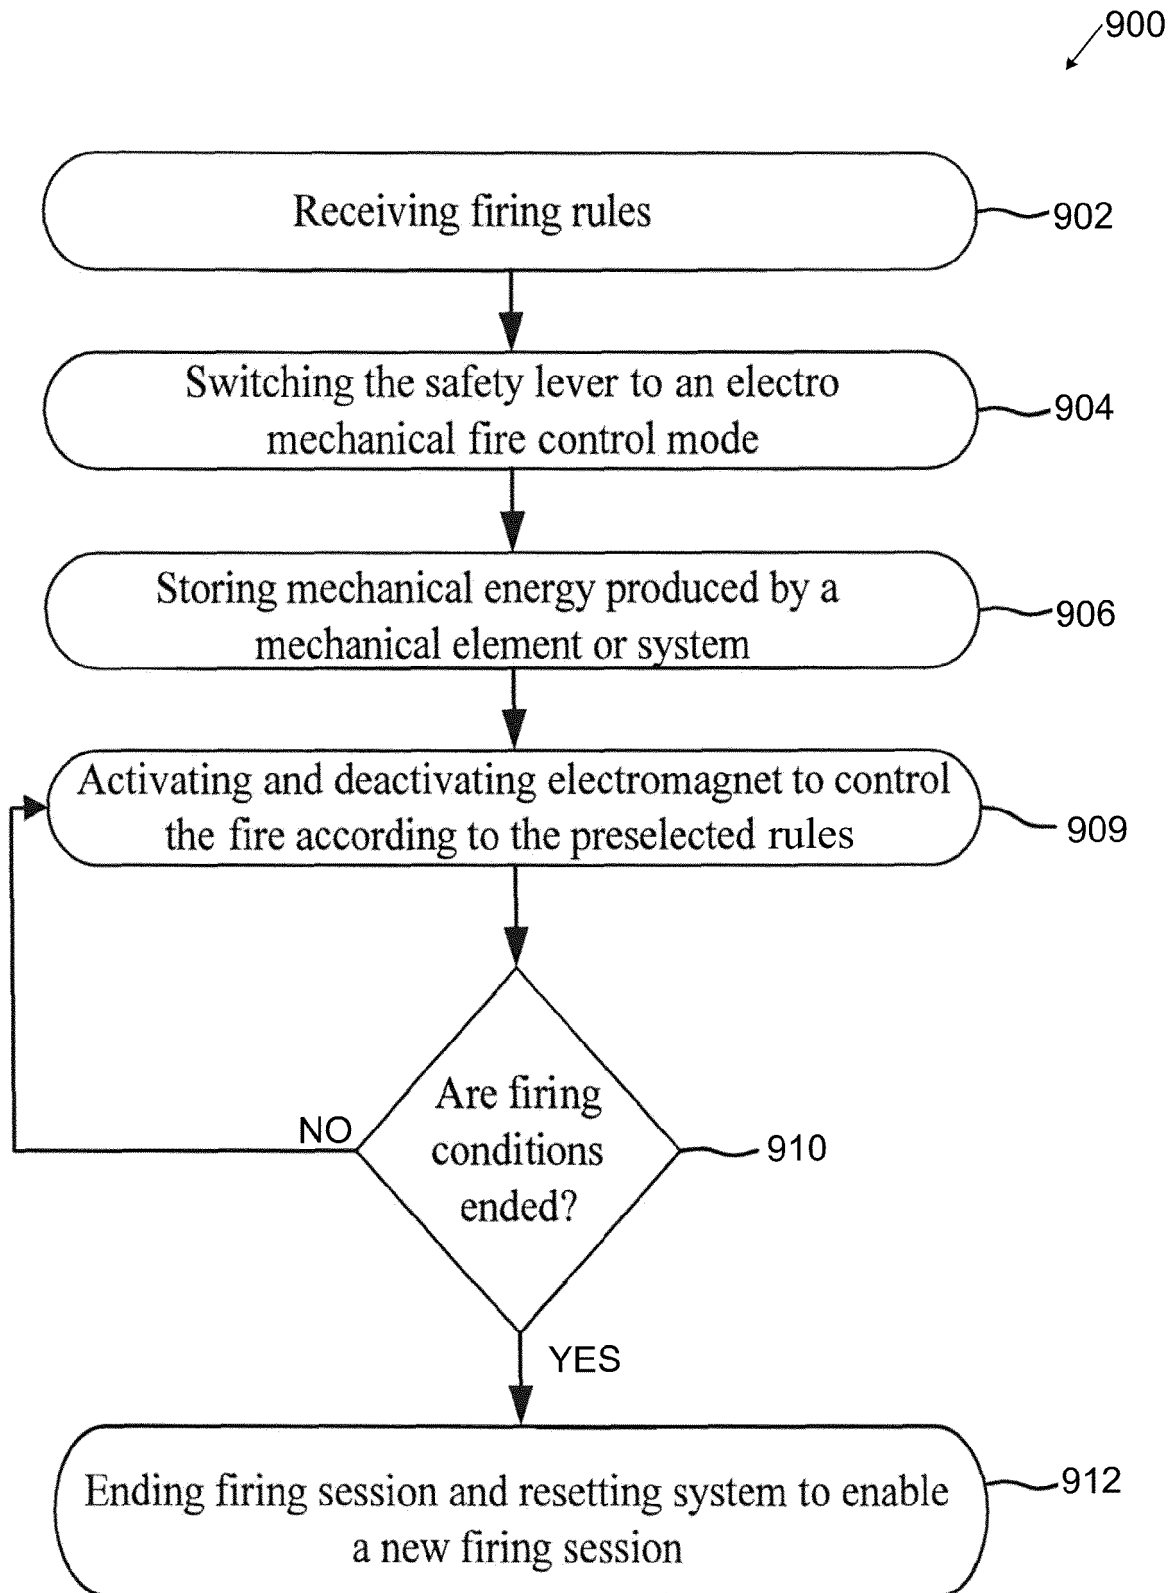 900
Receiving firing rules
902
Switching the safety lever to an electro
mechanical fire control mode
904
Storing mechanical energy produced by a
mechanical element or system
906
Activating and deactivating electromagnet to control
the fire according to the preselected rules
909
Are firing
conditions
ended?
NO
910
YES
Ending firing session and resetting system to enable
a new firing session
912